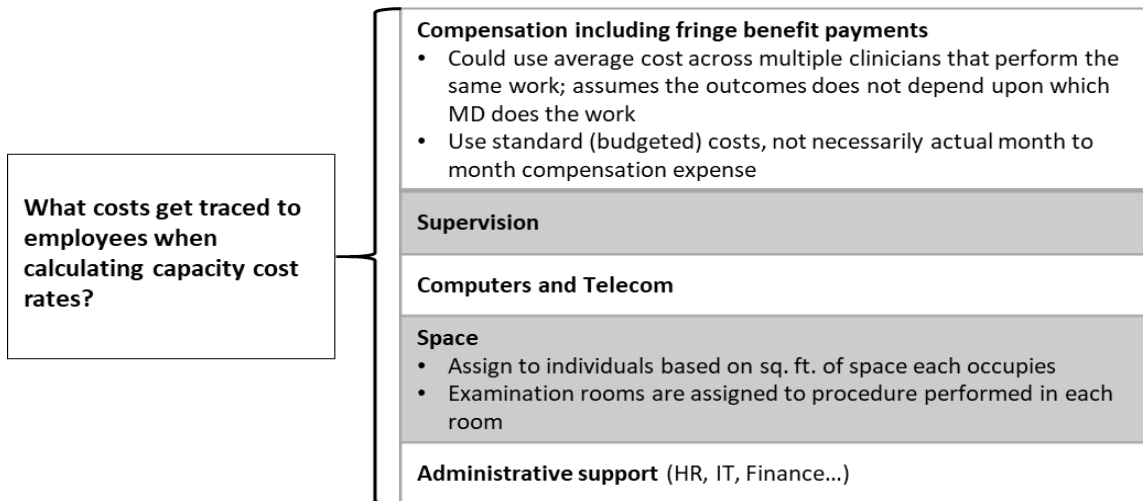 What costs get traced to
employees when
calculating capacity cost
rates?
Compensation including fringe benefit payments
• Could use average cost across multiple clinicians that perform the
same work; assumes the outcomes does not depend upon which
MD does the work
• Use standard (budgeted) costs, not necessarily actual month to
month compensation expense
Supervision
Computers and Telecom
Space
• Assign to individuals based on sq. ft. of space each occupies
• Examination rooms are assigned to procedure performed in each
room
Administrative support (HR, IT, Finance…)